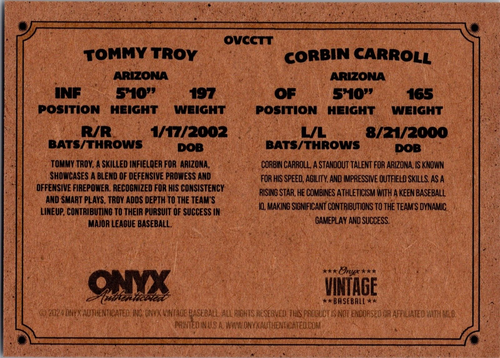 OVCCTT
TOMMY TROY
ARIZONA
INF 5'10" 197
POSITION HEIGHT WEIGHT
R/R 1/17/2002
BATS/THROWS DOB
TOMMY TROY, A SKILLED INFIELDER FOR ARIZONA,
SHOWCASES A BLEND OF DEFENSIVE PROWESS AND
OFFENSIVE FIREPOWER. RECOGNIZED FOR HIS CONSISTENCY
AND SMART PLAYS, TROY ADDS DEPTH TO THE TEAM'S
LINEUP, CONTRIBUTING TO THEIR PURSUIT OF SUCCESS IN
MAJOR LEAGUE BASEBALL.
CORBIN CARROLL
ARIZONA
OF 5'10" 165
POSITION HEIGHT WEIGHT
L/L 8/21/2000
BATS/THROWS DOB
CORBIN CARROLL, A STANDOUT TALENT FOR ARIZONA, IS KNOWN
FOR HIS SPEED, AGILITY, AND IMPRESSIVE OUTFIELD SKILLS. AS A
RISING STAR, HE COMBINES ATHLETICISM WITH A KEEN BASEBALL
IQ, MAKING SIGNIFICANT CONTRIBUTIONS TO THE TEAM'S DYNAMIC
GAMEPLAY AND SUCCESS.
ONYX
Authenticated
Onyx
VINTAGE
BASEBALL
© 2024 ONYX AUTHENTICATED, INC. ONYX VINTAGE BASEBALL. ALL RIGHTS RESERVED. THIS PRODUCT IS NOT ENDORSED OR AFFILIATED WITH MLB.
PRINTED IN U.S.A. WWW.ONYXAUTHENTICATED.COM